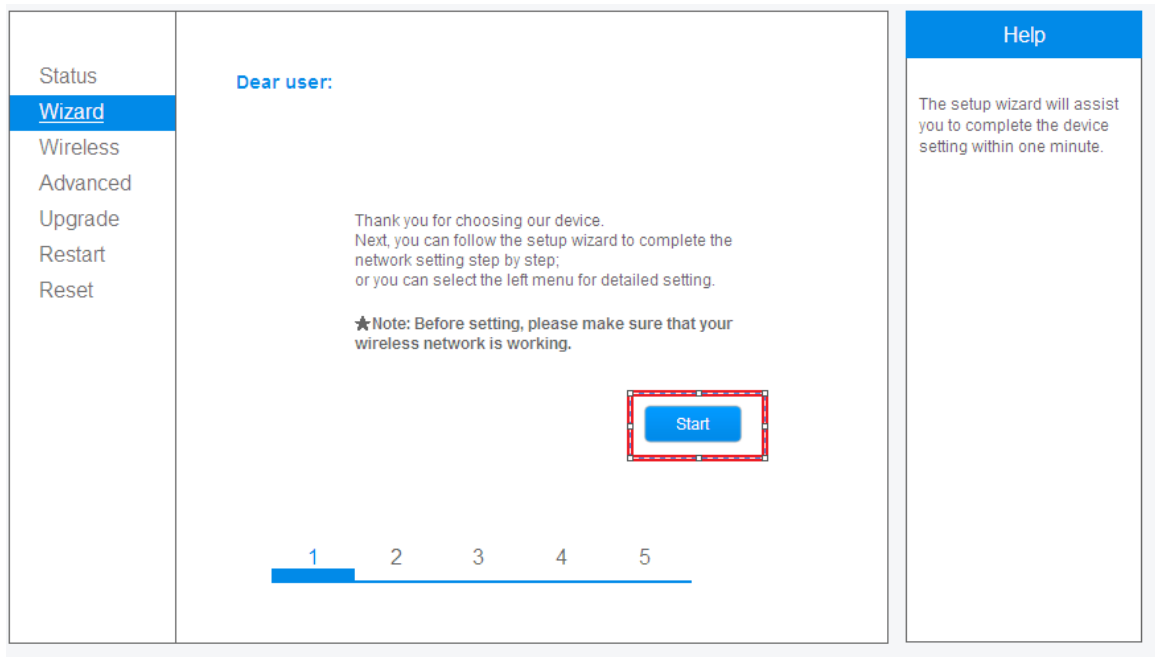 Status
Wizard
Wireless
Advanced
Upgrade
Restart
Reset
Dear user:
Thank you for choosing our device.
Next, you can follow the setup wizard to complete the
network setting step by step;
or you can select the left menu for detailed setting.
★Note: Before setting, please make sure that your
wireless network is working.
Start
1 2 3 4 5
Help
The setup wizard will assist
you to complete the device
setting within one minute.